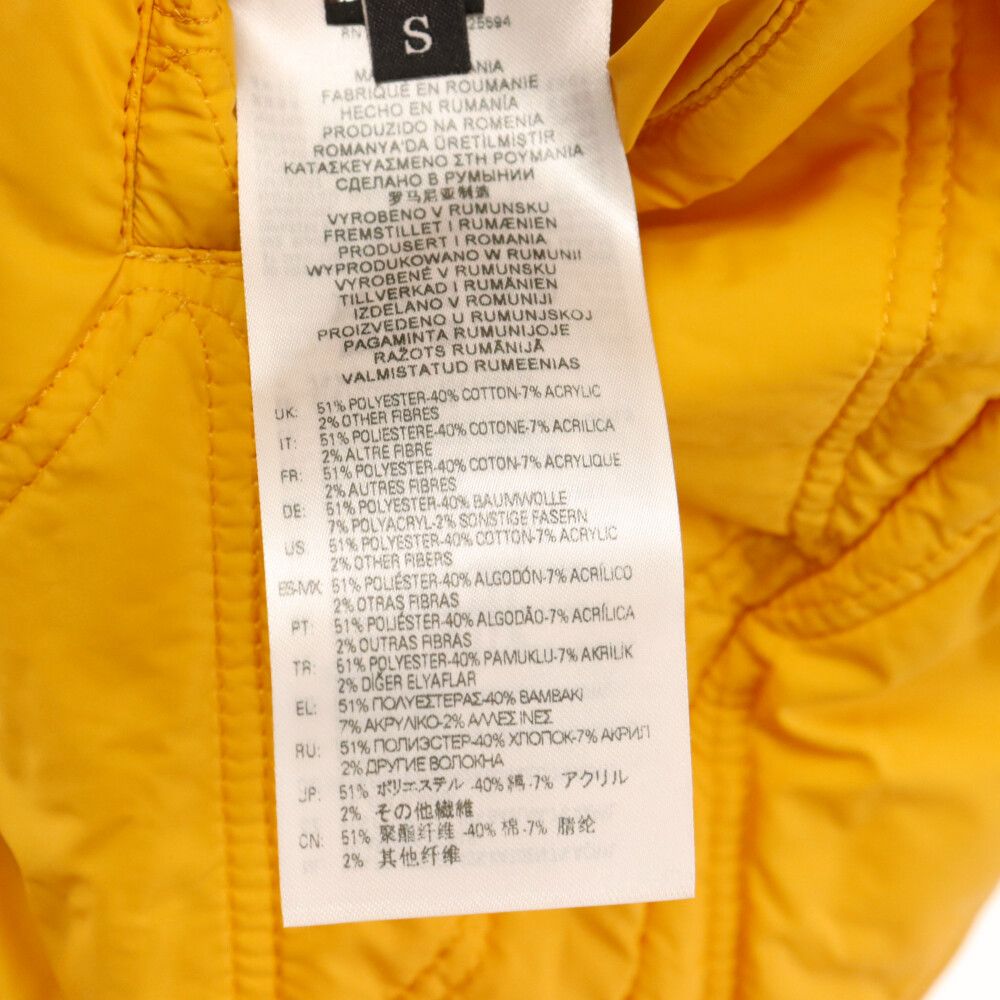 RN 25594
S
FABRIQUÉ EN ROUMANIE
HECHO EN RUMANÍA
PRODUZIDO NA ROMENIA
ROMANYA'DA ÜRETİLMİŞTİR
ΚΑΤΑΣΚΕΥΑΣΜΕΝΟ ΣΤΗ ΡΟΥΜΑΝΙΑ
СДЕЛАНО В РУМЫНИИ
罗马尼亚制造
VYROBENO V RUMUNSKU
FREMSTILLET I RUMÆNIEN
PRODUSERT I ROMANIA
WYPRODUKOWANO W RUMUNII
VYROBENÉ V RUMUNSKU
TILLVERKAD I RUMÄNIEN
IZDELANO V ROMUNIJI
PROIZVEDENO U RUMUNJSKOJ
PAGAMINTA RUMUNIJOJE
RAŽOTS RUMĀNIJĀ
VALMISTATUD RUMEENIAS
UK: 51% POLYESTER-40% COTTON-7% ACRYLIC
2% OTHER FIBRES
IT: 51% POLIESTERE-40% COTONE-7% ACRILICA
2% ALTRE FIBRE
FR: 51% POLYESTER-40% COTON-7% ACRYLIQUE
2% AUTRES FIBRES
DE: 51% POLYESTER-40% BAUMWOLLE
7% POLYACRYL-2% SONSTIGE FASERN
US: 51% POLYESTER-40% COTTON-7% ACRYLIC
2% OTHER FIBERS
ES-MX: 51% POLIÉSTER-40% ALGODÓN-7% ACRÍLICO
2% OTRAS FIBRAS
PT: 51% POLIÉSTER-40% ALGODÃO-7% ACRÍLICA
2% OUTRAS FIBRAS
TR: 51% POLYESTER-40% PAMUKLU-7% AKRİLİK
2% DİĞER ELYAFLAR
EL: 51% ΠΟΛΥΕΣΤΕΡΑΣ-40% ΒΑΜΒΑΚΙ
7% ΑΚΡΥΛΙΚΟ-2% ΑΛΛΕΣ ΙΝΕΣ
RU: 51% ПОЛИЭСТЕР-40% ХЛОПОК-7% АКРИЛ
2% ДРУГИЕ ВОЛОКНА
JP: 51% ポリエステル -40% 綿 -7% アクリル
2% その他繊維
CN: 51% 聚酯纤维 -40% 棉 -7% 腈纶
2% 其他纤维